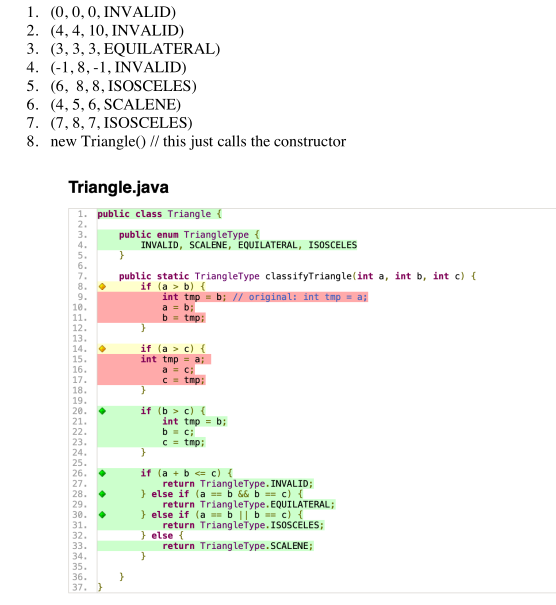 1. (0, 0, 0, INVALID)
2. (4, 4, 10, INVALID)
3. (3, 3, 3, EQUILATERAL)
4. (-1, 8, -1, INVALID)
5. (6,  8, 8, ISOSCELES)
6. (4, 5, 6, SCALENE)
7. (7, 8, 7, ISOSCELES)
8. new Triangle() // this just calls the constructor
Triangle.java
1. public class Triangle {
2.
3.     public enum TriangleType {
4.         INVALID, SCALENE, EQUILATERAL, ISOSCELES
5.     }
6.
7.     public static TriangleType classifyTriangle(int a, int b, int c) {
8.         if (a > b) {
9.             int tmp = b; // original: int tmp = a;
10.             a = b;
11.             b = tmp;
12.         }
13.
14.         if (a > c) {
15.         int tmp = a;
16.             a = c;
17.             c = tmp;
18.         }
19.
20.         if (b > c) {
21.             int tmp = b;
22.             b = c;
23.             c = tmp;
24.         }
25.
26.         if (a + b <= c) {
27.             return TriangleType.INVALID;
28.         } else if (a == b && b == c) {
29.             return TriangleType.EQUILATERAL;
30.         } else if (a == b || b == c) {
31.             return TriangleType.ISOSCELES;
32.         } else {
33.             return TriangleType.SCALENE;
34.         }
35.
36.     }
37. }